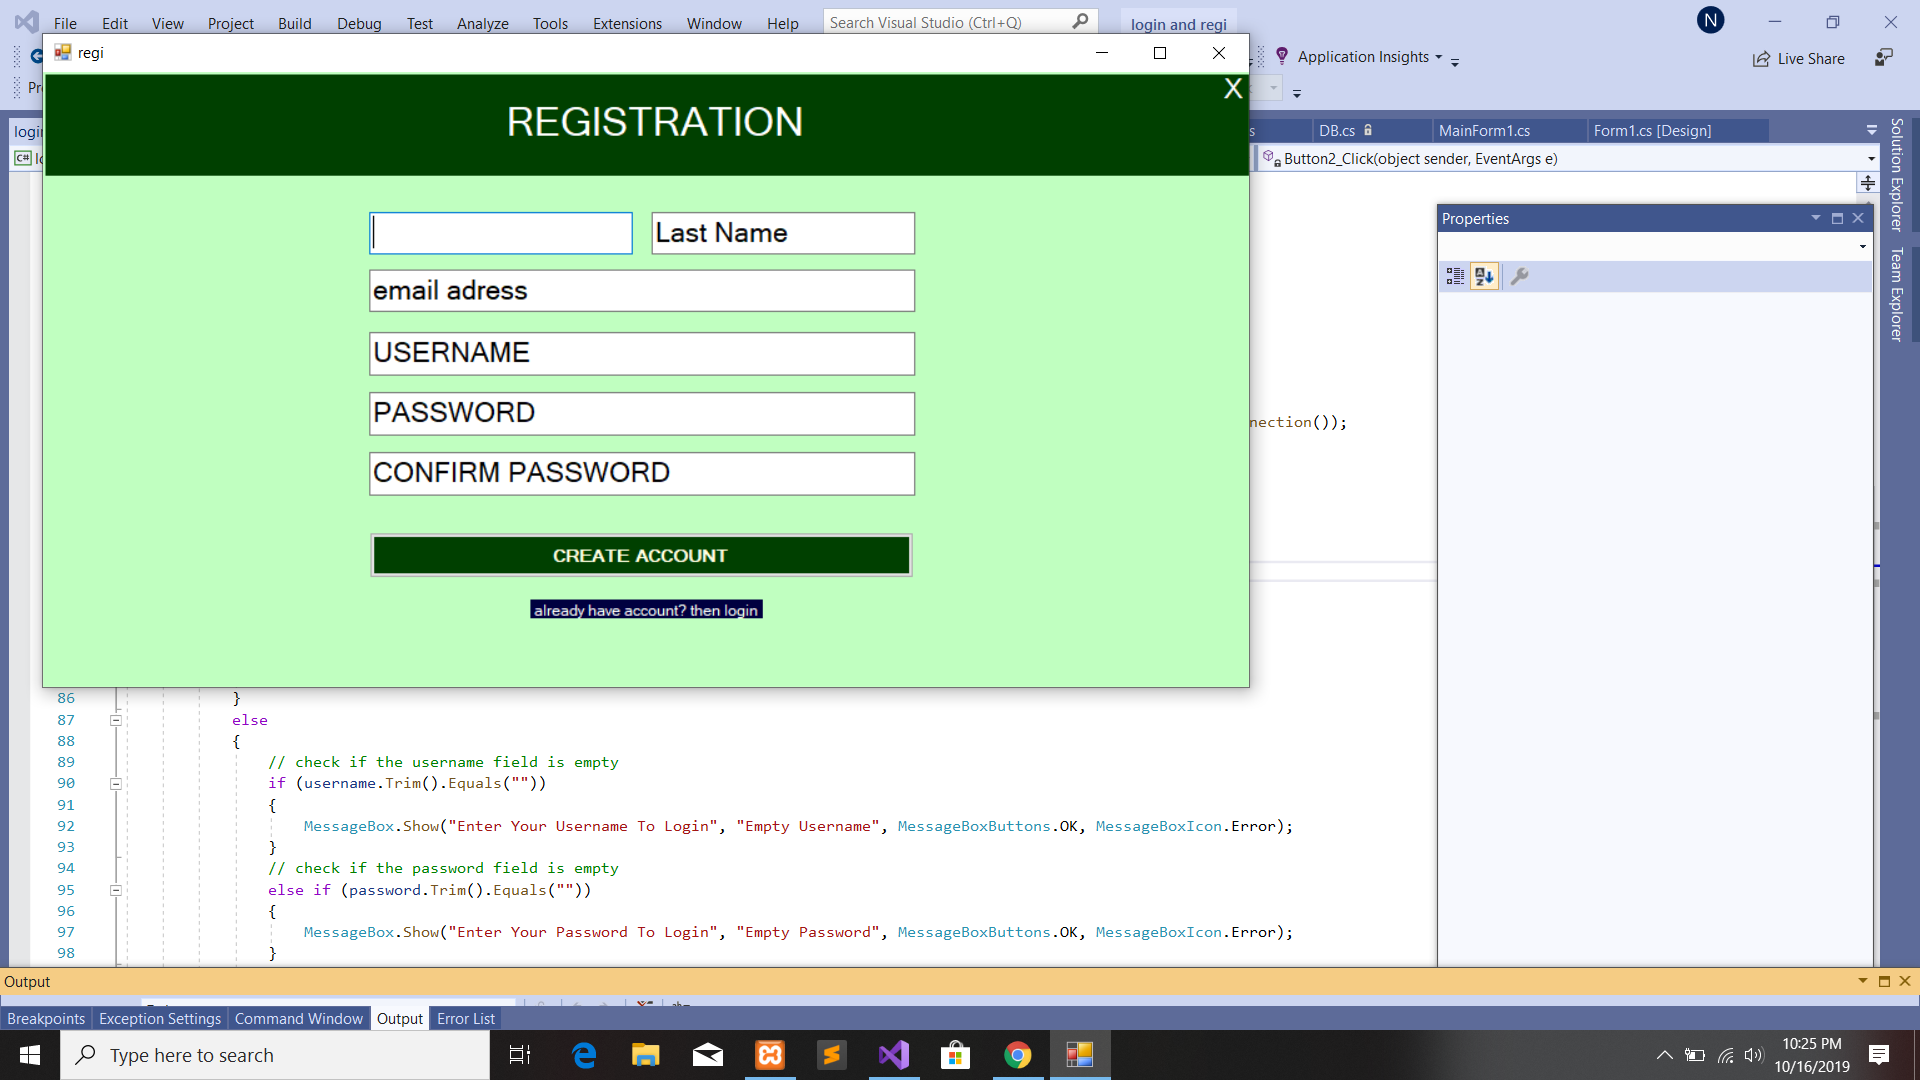 File Edit View Project Build Debug Test Analyze Tools Extensions Window Help Search Visual Studio (Ctrl+Q) login and regi N
regi
Application Insights
Live Share
X
REGISTRATION
DB.cs MainForm1.cs Form1.cs [Design]
Button2_Click(object sender, EventArgs e)
Solution Explorer
Team Explorer
Properties
Last Name
email adress
USERNAME
PASSWORD
CONFIRM PASSWORD
nection());
CREATE ACCOUNT
already have account? then login
86 }
87 else
88 {
89 // check if the username field is empty
90 if (username.Trim().Equals(""))
91 {
92 MessageBox.Show("Enter Your Username To Login", "Empty Username", MessageBoxButtons.OK, MessageBoxIcon.Error);
93 }
94 // check if the password field is empty
95 else if (password.Trim().Equals(""))
96 {
97 MessageBox.Show("Enter Your Password To Login", "Empty Password", MessageBoxButtons.OK, MessageBoxIcon.Error);
98 }
Output
Breakpoints Exception Settings Command Window Output Error List
Type here to search
10:25 PM
10/16/2019